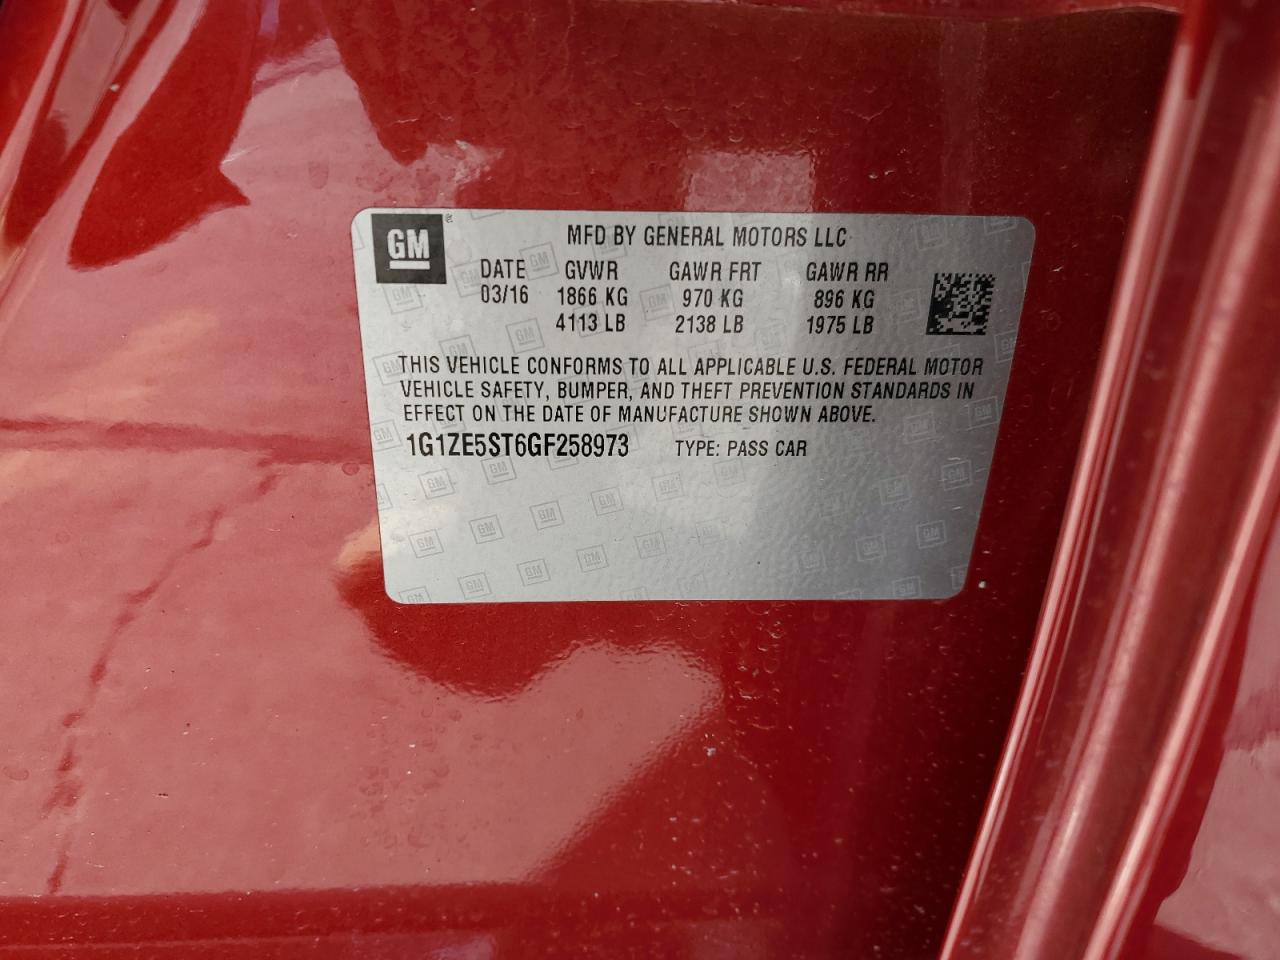 GM
MFD BY GENERAL MOTORS LLC
DATE GVWR GAWR FRT GAWR RR
03/16 1866 KG 970 KG 896 KG
4113 LB 2138 LB 1975 LB
THIS VEHICLE CONFORMS TO ALL APPLICABLE U.S. FEDERAL MOTOR
VEHICLE SAFETY, BUMPER, AND THEFT PREVENTION STANDARDS IN
EFFECT ON THE DATE OF MANUFACTURE SHOWN ABOVE.
1G1ZE5ST6GF258973 TYPE: PASS CAR